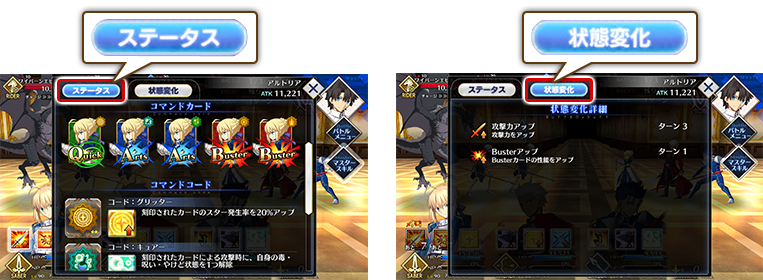 ステータス
ステータス
状態変化
アルトリア
ATK 11,221
コマンドカード
Quick
Arts
Arts
Buster
Buster
コマンドコード
コード：グリッター
刻印されたカードのスター発生率を20%アップ
コード：キュアー
刻印されたカードによる攻撃時に、自身の毒・
呪い・やけど状態を1つ解除
RIDER
SABER
バトル
メニュー
マスター
スキル
状態変化
ステータス
状態変化
アルトリア
ATK 11,221
状態変化詳細
攻撃力アップ
攻撃力をアップ
ターン 3
Busterアップ
Busterカードの性能をアップ
ターン 1
RIDER
SABER
バトル
メニュー
マスター
スキル